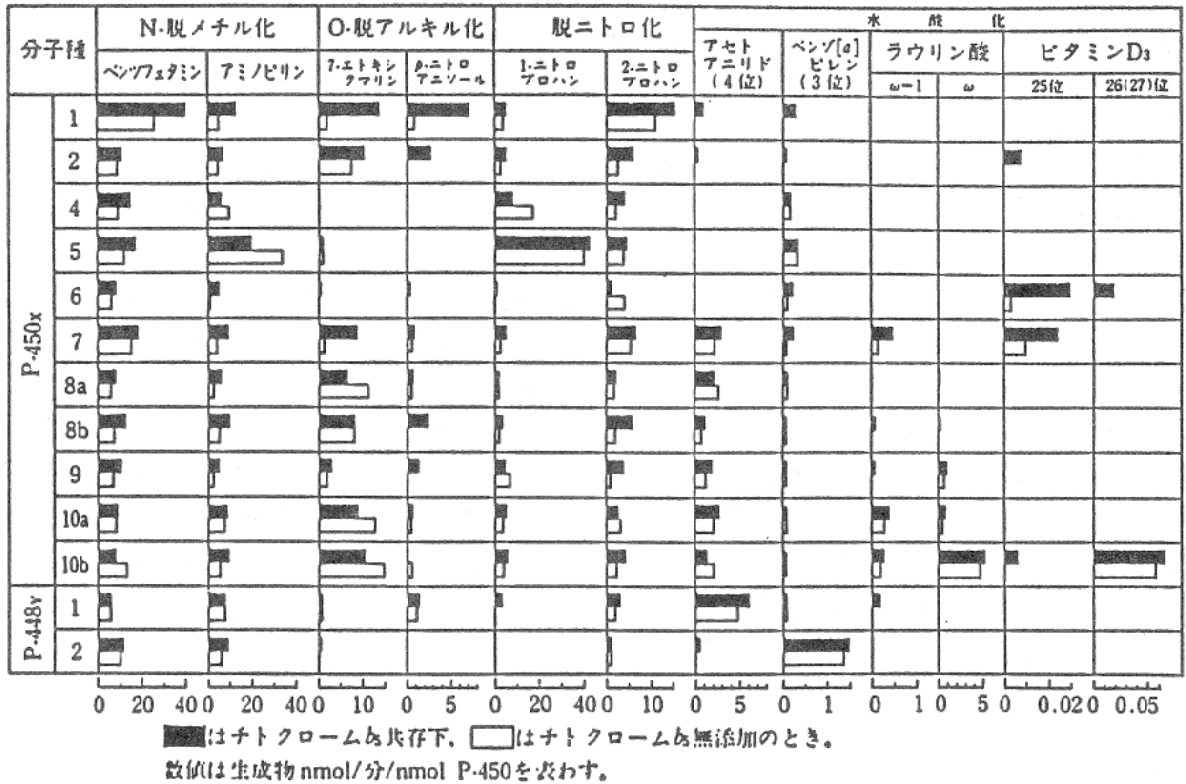 水 酸 化
分子種 N・脱メチル化 O・脱アルキル化 脱ニトロ化 アセトアニリド(4位) ベンゾ[a]ピレン(3位) ラウリン酸 ビタミンD3
ベンツフェタミン アミノピリン 7-エトキシクマリン p-ニトロアニソール 1-ニトロプロハン 2-ニトロプロハン ω-1 ω 25位 26(27)位
P-450x
1
2
4
5
6
7
8a
8b
9
10a
10b
P-448y
1
2
0 20 40 0 20 40 0 10 0 5 0 20 40 0 10 0 5 0 1 0 1 0 5 0 0.02 0 0.05
はチトクロームb5共存下, はチトクロームb5無添加のとき。
数値は生成物 nmol/分/nmol P-450を表わす。